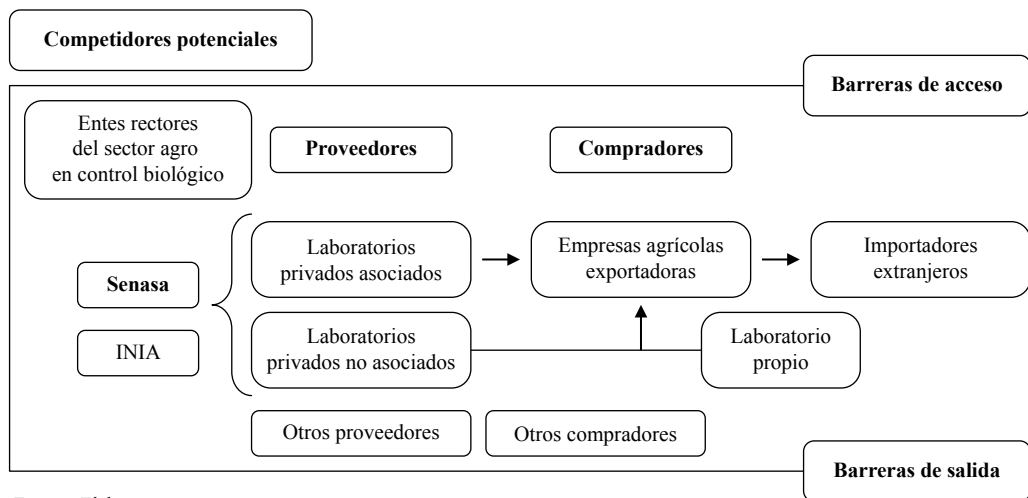 Competidores potenciales
Barreras de acceso
Entes rectores
del sector agro
en control biológico
Proveedores
Compradores
Laboratorios
privados asociados
Empresas agrícolas
exportadoras
Importadores
extranjeros
Senasa
INIA
Laboratorios
privados no asociados
Laboratorio
propio
Otros proveedores
Otros compradores
Barreras de salida